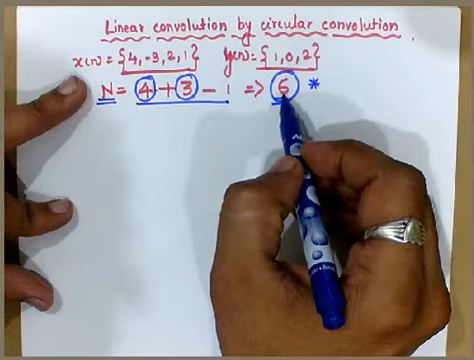 Linear convolution by circular convolution.
x(n) = {4, -3, 2, 1} y(n) = {1, 0, 2}
N = 4 + 3 - 1 => 6 *